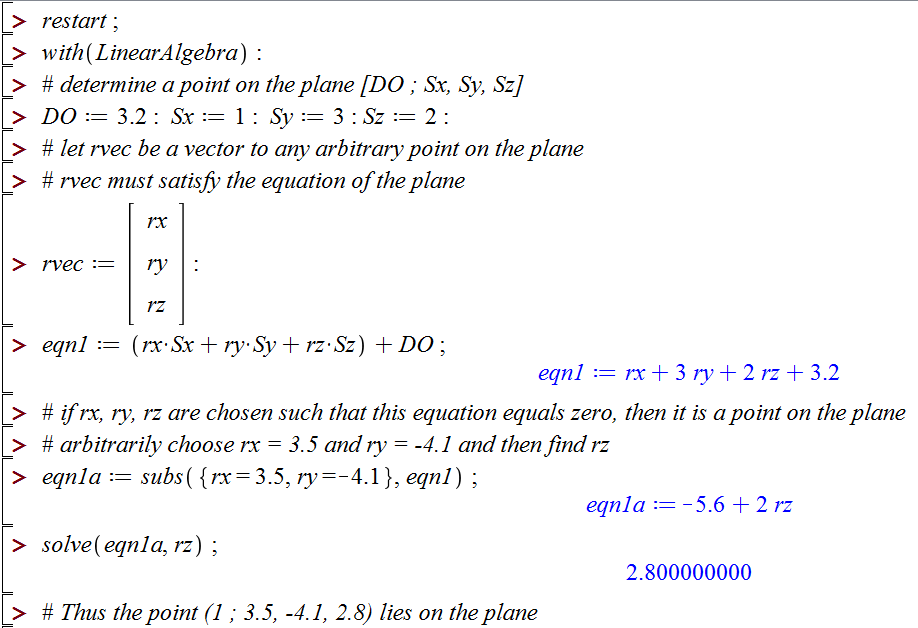 > restart ;
> with(LinearAlgebra) :
> # determine a point on the plane [DO ; Sx, Sy, Sz]
> DO := 3.2 : Sx := 1 : Sy := 3 : Sz := 2 :
> # let rvec be a vector to any arbitrary point on the plane
> # rvec must satisfy the equation of the plane
rx
> rvec := ry :
rz
> eqn1 := (rx·Sx + ry·Sy + rz·Sz) + DO ;
eqn1 := rx + 3 ry + 2 rz + 3.2
> # if rx, ry, rz are chosen such that this equation equals zero, then it is a point on the plane
> # arbitrarily choose rx = 3.5 and ry = -4.1 and then find rz
> eqn1a := subs( {rx=3.5, ry=-4.1}, eqn1) ;
eqn1a := -5.6 + 2 rz
> solve(eqn1a, rz) ;
2.800000000
> # Thus the point (1 ; 3.5, -4.1, 2.8) lies on the plane